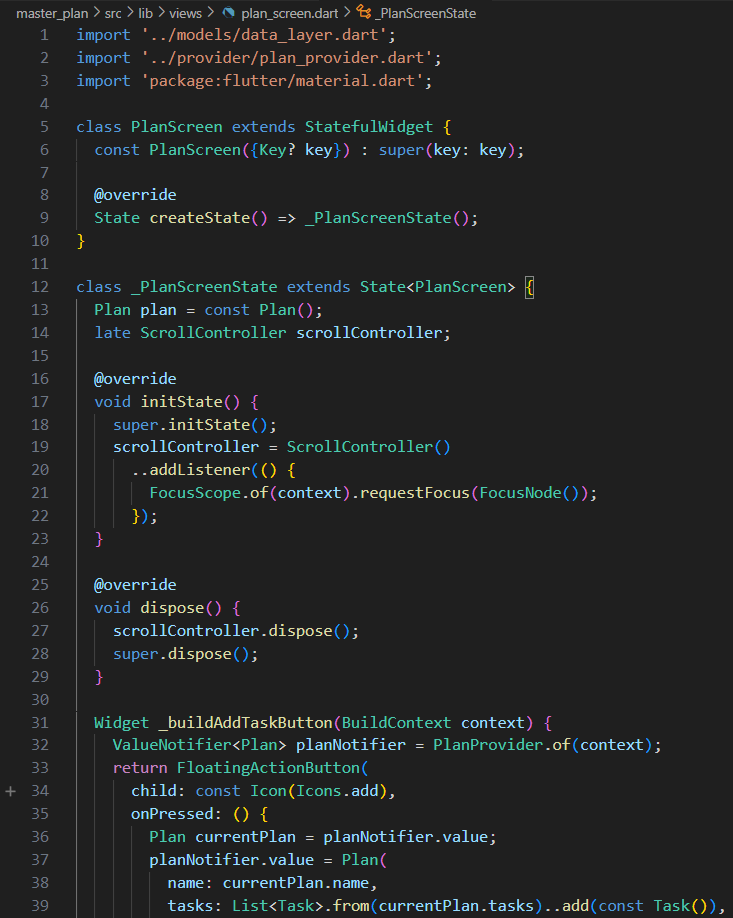 master_plan > src > lib > views > plan_screen.dart > _PlanScreenState
1 import '../models/data_layer.dart';
2 import '../provider/plan_provider.dart';
3 import 'package:flutter/material.dart';
4
5 class PlanScreen extends StatefulWidget {
6   const PlanScreen({Key? key}) : super(key: key);
7
8   @override
9   State createState() => _PlanScreenState();
10 }
11
12 class _PlanScreenState extends State<PlanScreen> {
13   Plan plan = const Plan();
14   late ScrollController scrollController;
15
16   @override
17   void initState() {
18     super.initState();
19     scrollController = ScrollController()
20       ..addListener(() {
21         FocusScope.of(context).requestFocus(FocusNode());
22       });
23   }
24
25   @override
26   void dispose() {
27     scrollController.dispose();
28     super.dispose();
29   }
30
31   Widget _buildAddTaskButton(BuildContext context) {
32     ValueNotifier<Plan> planNotifier = PlanProvider.of(context);
33     return FloatingActionButton(
+ 34       child: const Icon(Icons.add),
35       onPressed: () {
36         Plan currentPlan = planNotifier.value;
37         planNotifier.value = Plan(
38           name: currentPlan.name,
39           tasks: List<Task>.from(currentPlan.tasks)..add(const Task()),